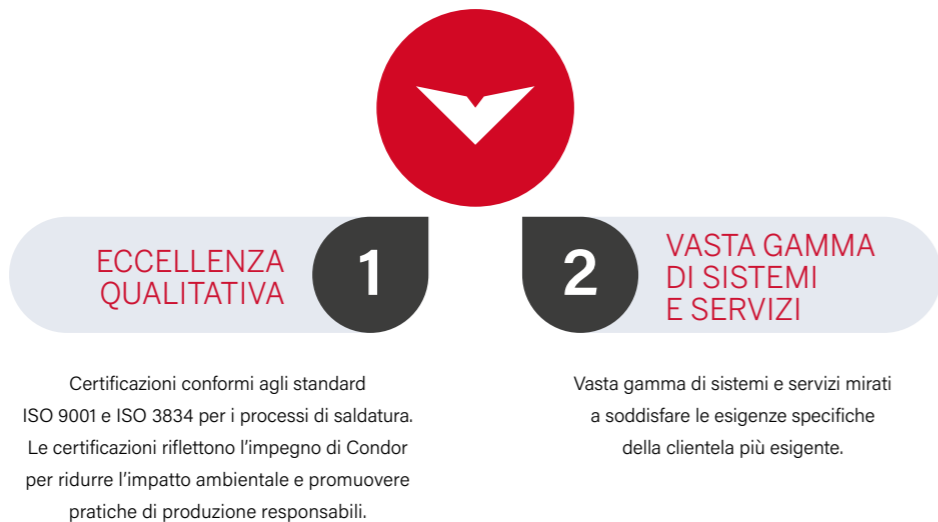 ECCELLENZA
QUALITATIVA
1
Certificazioni conformi agli standard
ISO 9001 e ISO 3834 per i processi di saldatura.
Le certificazioni riflettono l’impegno di Condor
per ridurre l’impatto ambientale e promuovere
pratiche di produzione responsabili.
2
VASTA GAMMA
DI SISTEMI
E SERVIZI
Vasta gamma di sistemi e servizi mirati
a soddisfare le esigenze specifiche
della clientela più esigente.